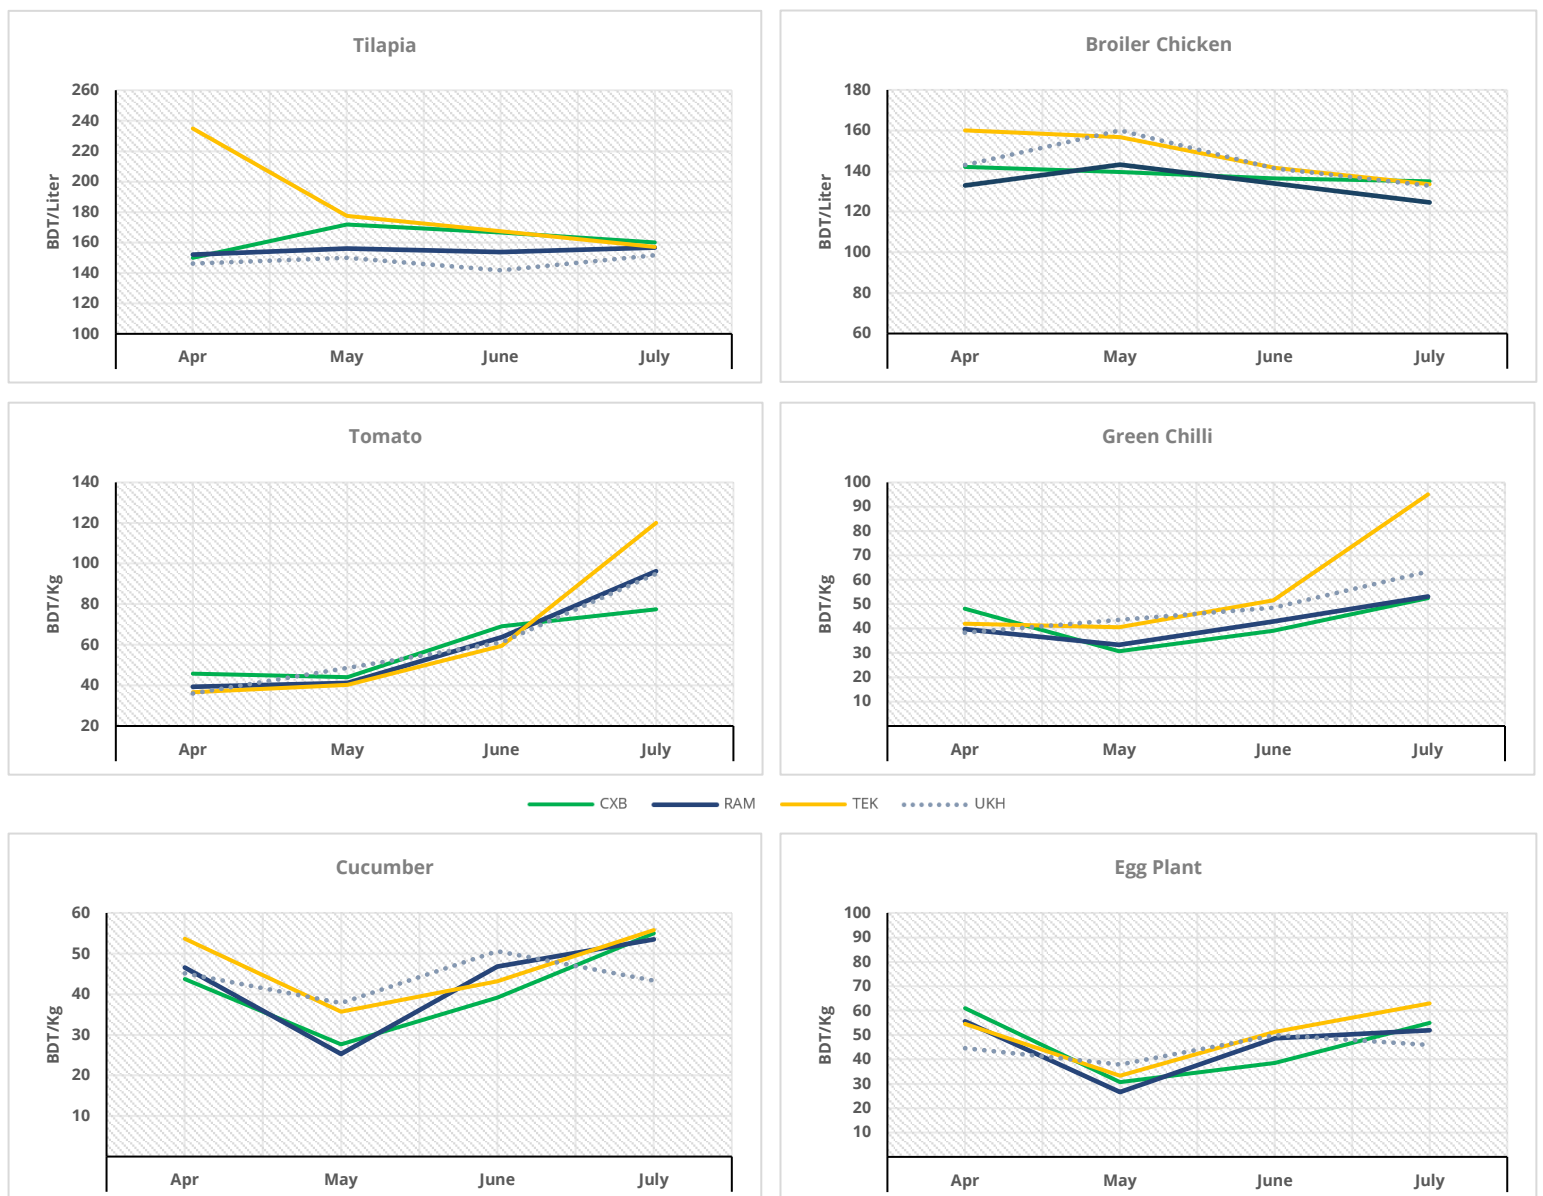 Tilapia
BDT/Liter
260
240
220
200
180
160
140
120
100
Apr May June July
Broiler Chicken
BDT/Liter
180
160
140
120
100
80
60
Apr May June July
Tomato
BDT/Kg
140
120
100
80
60
40
20
Apr May June July
Green Chilli
BDT/Kg
100
90
80
70
60
50
40
30
20
10
Apr May June July
CXB RAM TEK UKH
Cucumber
BDT/Kg
60
50
40
30
20
10
Apr May June July
Egg Plant
BDT/Kg
100
90
80
70
60
50
40
30
20
10
Apr May June July